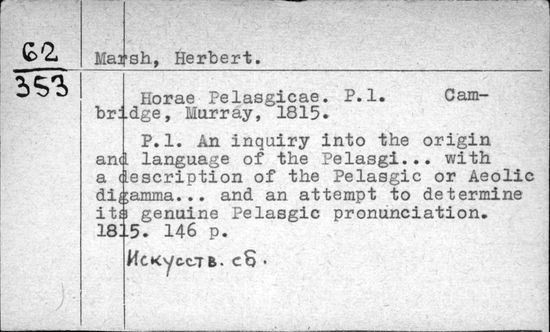 62
353
Marsh, Herbert.
Horae Pelasgicae. P.1. Cam-
bridge, Murray, 1815.
P.1. An inquiry into the origin
and language of the Pelasgi... with
a description of the Pelasgic or Aeolic
digamma... and an attempt to determine
its genuine Pelasgic pronunciation.
1815. 146 p.
Искусств. сб.